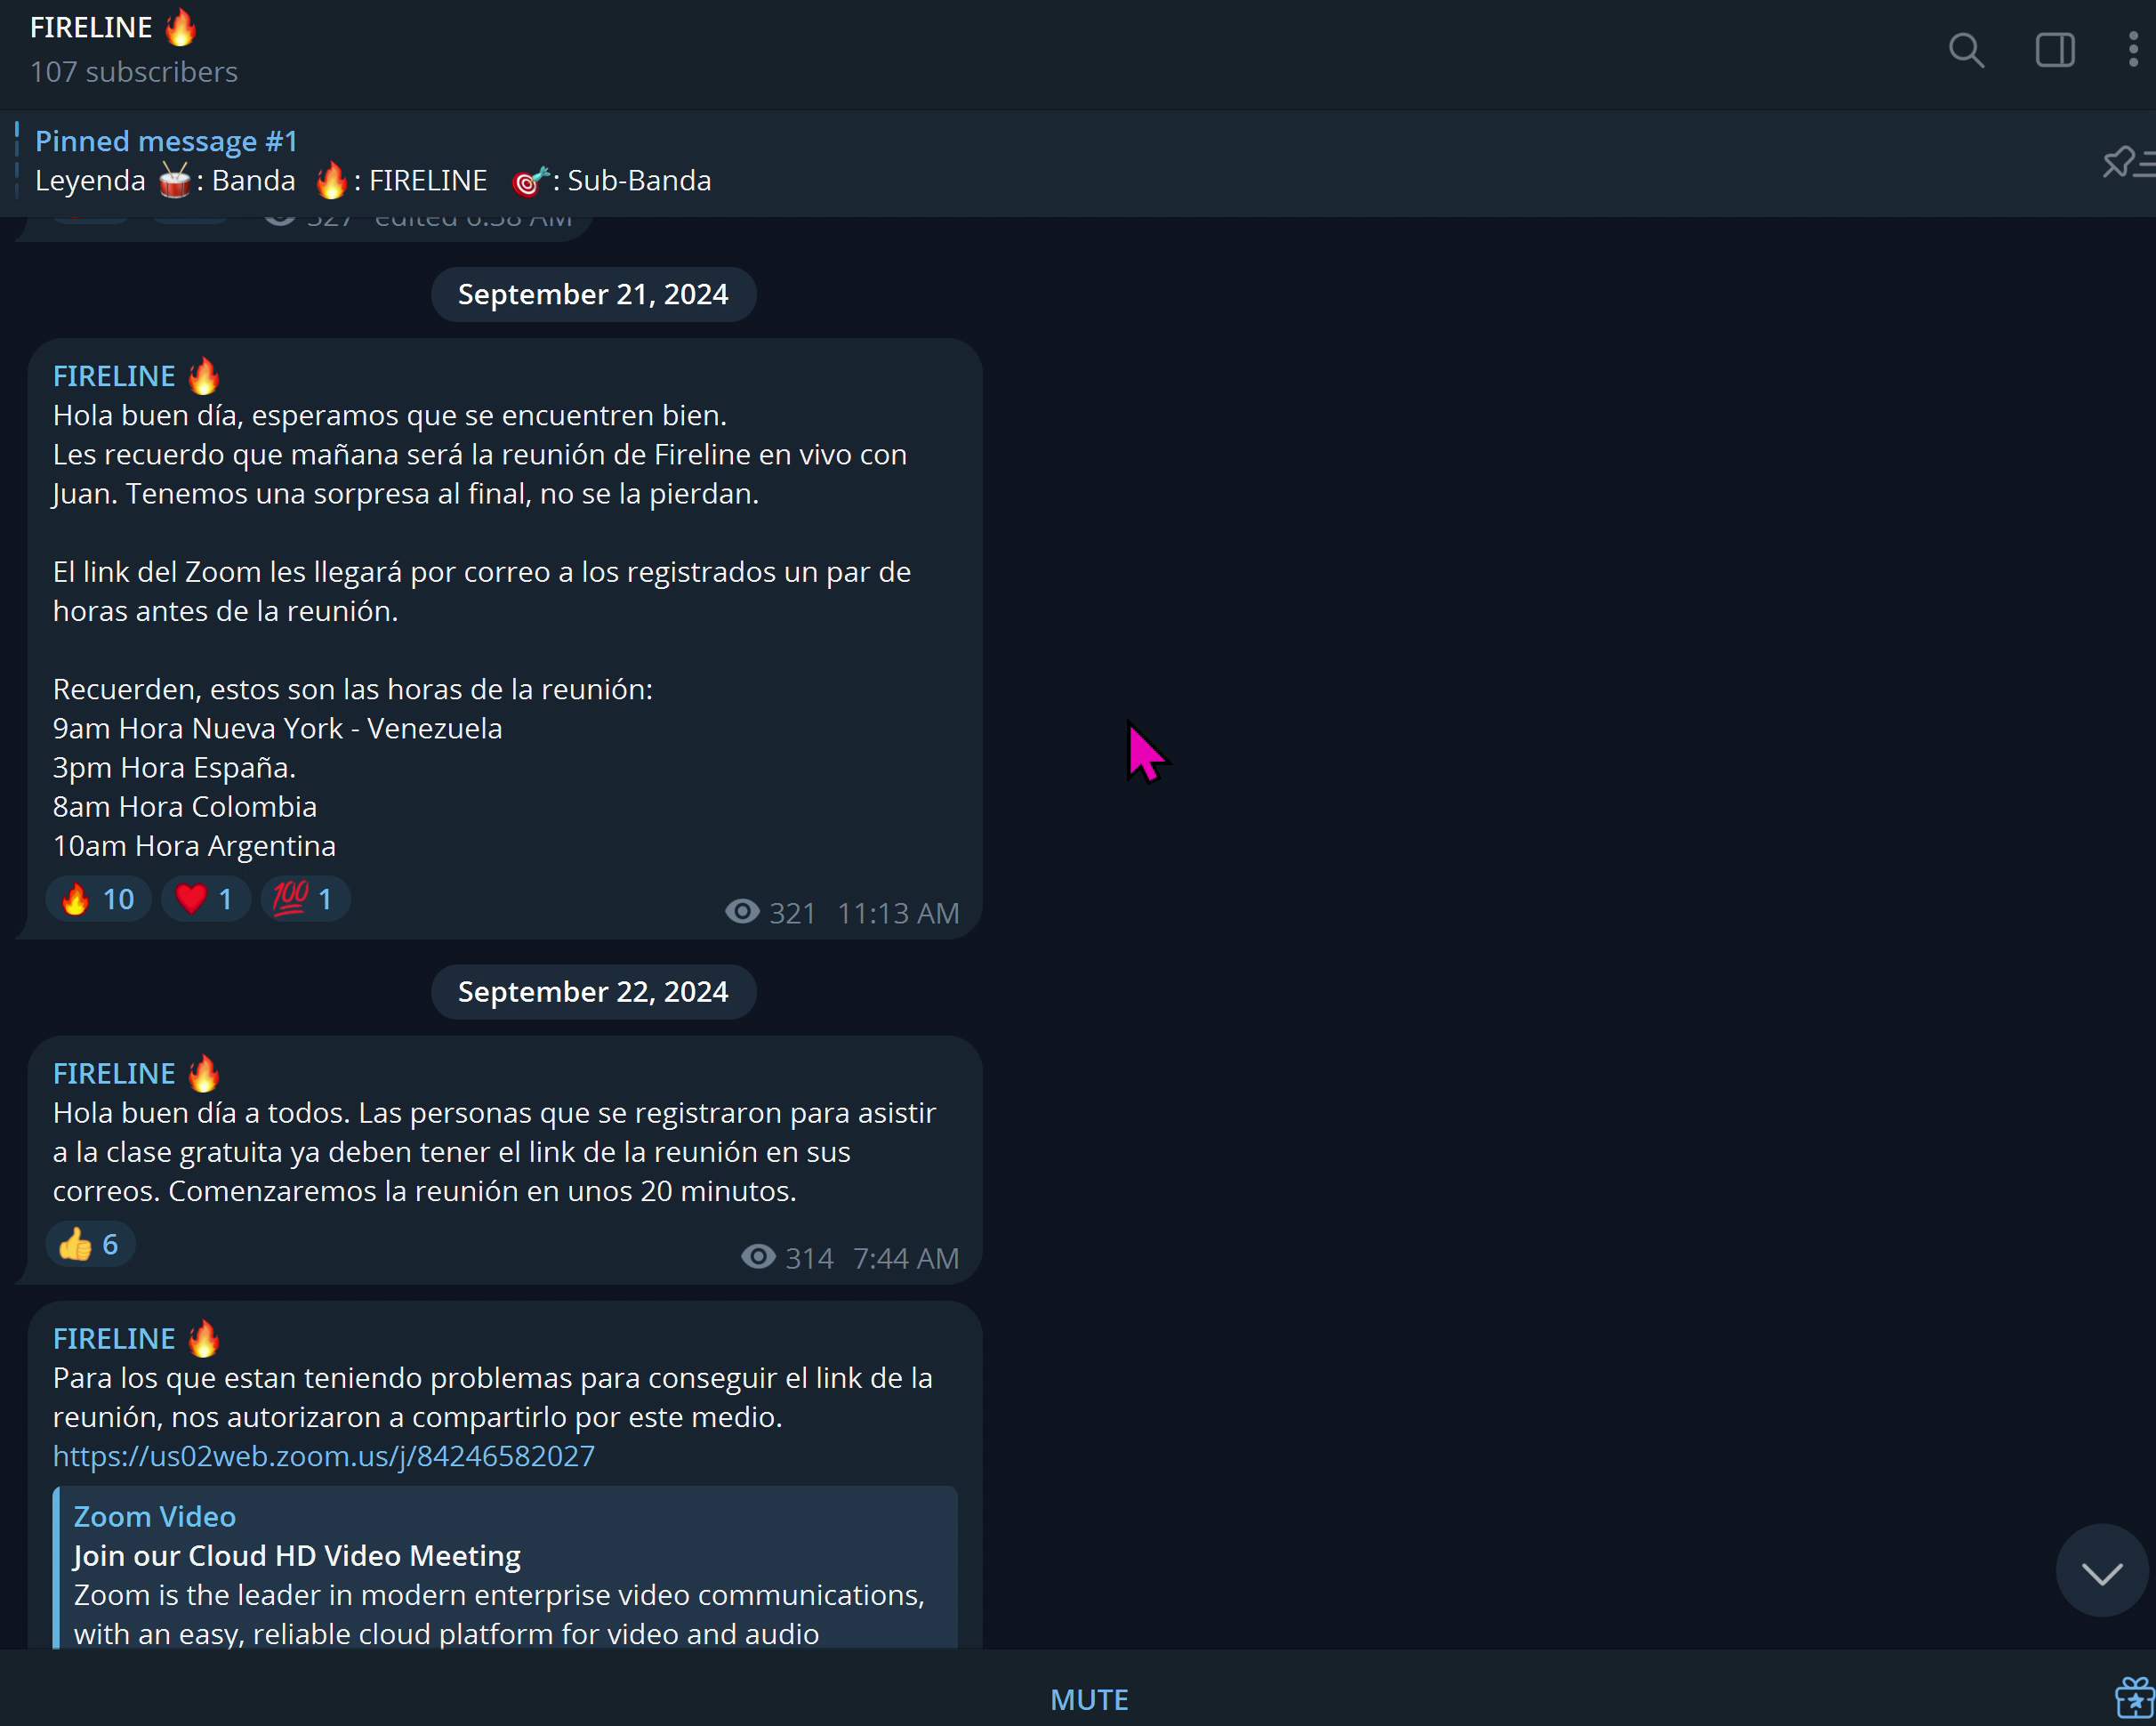 FIRELINE 🔥
107 subscribers
Pinned message #1
Leyenda 🥁: Banda 🔥: FIRELINE 🎯: Sub-Banda
327 edited 6:38 AM
September 21, 2024
FIRELINE 🔥
Hola buen día, esperamos que se encuentren bien.
Les recuerdo que mañana será la reunión de Fireline en vivo con
Juan. Tenemos una sorpresa al final, no se la pierdan.
El link del Zoom les llegará por correo a los registrados un par de
horas antes de la reunión.
Recuerden, estos son las horas de la reunión:
9am Hora Nueva York - Venezuela
3pm Hora España.
8am Hora Colombia
10am Hora Argentina
🔥 10 ❤️ 1 💯 1
321 11:13 AM
September 22, 2024
FIRELINE 🔥
Hola buen día a todos. Las personas que se registraron para asistir
a la clase gratuita ya deben tener el link de la reunión en sus
correos. Comenzaremos la reunión en unos 20 minutos.
👍 6
314 7:44 AM
FIRELINE 🔥
Para los que estan teniendo problemas para conseguir el link de la
reunión, nos autorizaron a compartirlo por este medio.
https://us02web.zoom.us/j/84246582027
Zoom Video
Join our Cloud HD Video Meeting
Zoom is the leader in modern enterprise video communications,
with an easy, reliable cloud platform for video and audio
MUTE